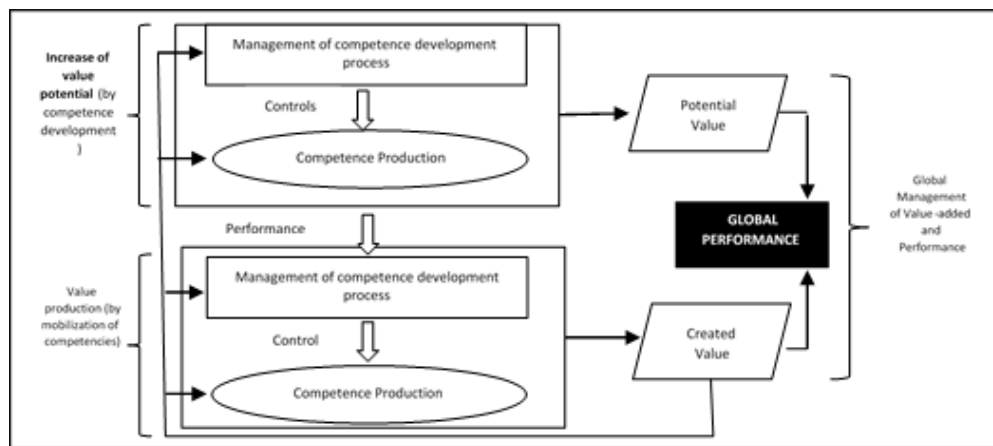 Increase of
value
potential (by
competence
development
)
Management of competence development
process
Controls
Competence Production
Potential
Value
Performance
GLOBAL
PERFORMANCE
Global
Management
of Value-added
and
Performance
Value
production (by
mobilization of
competencies)
Management of competence development
process
Control
Competence Production
Created
Value